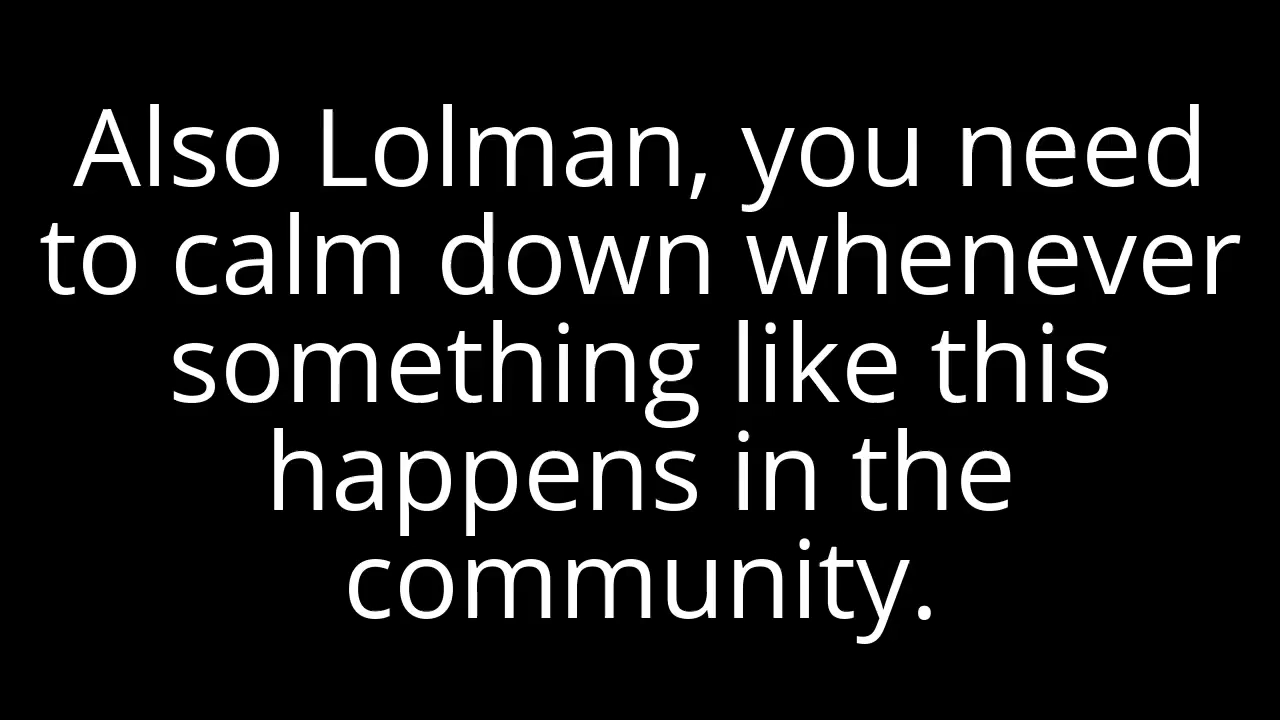 Also Lolman, you need
to calm down whenever
something like this
happens in the
community.